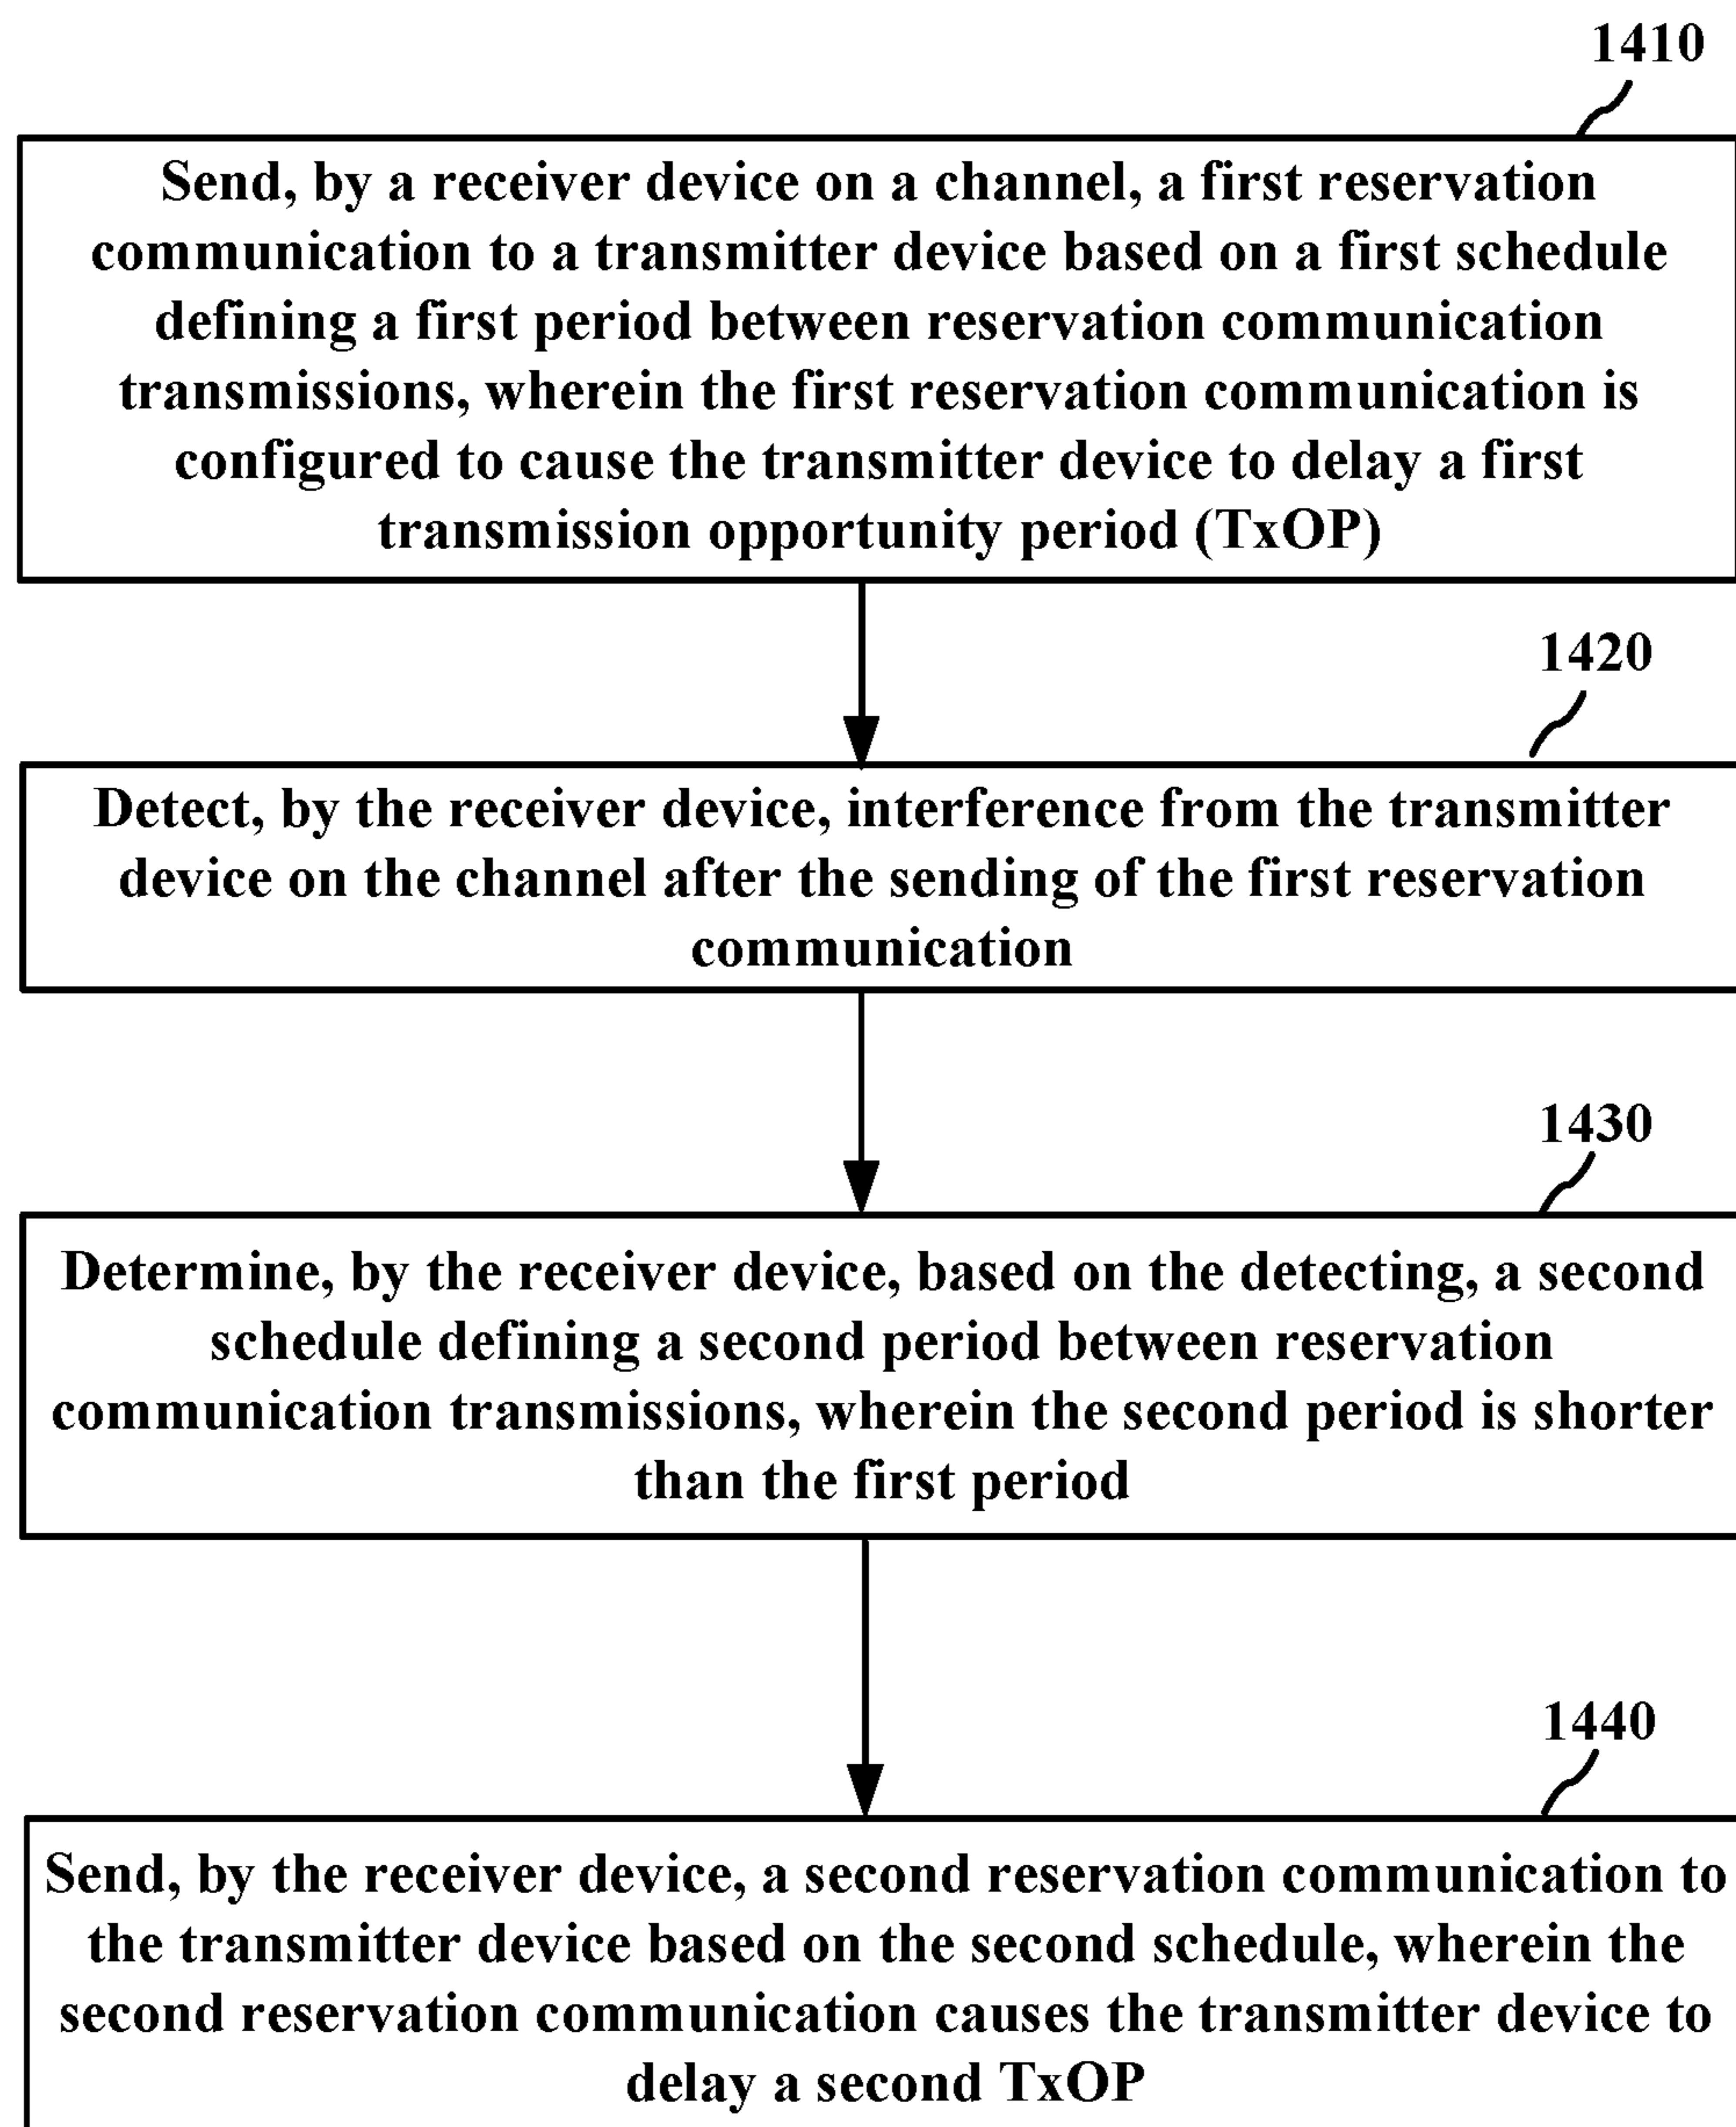 1410
Send, by a receiver device on a channel, a first reservation
communication to a transmitter device based on a first schedule
defining a first period between reservation communication
transmissions, wherein the first reservation communication is
configured to cause the transmitter device to delay a first
transmission opportunity period (TxOP)
1420
Detect, by the receiver device, interference from the transmitter
device on the channel after the sending of the first reservation
communication
1430
Determine, by the receiver device, based on the detecting, a second
schedule defining a second period between reservation
communication transmissions, wherein the second period is shorter
than the first period
1440
Send, by the receiver device, a second reservation communication to
the transmitter device based on the second schedule, wherein the
second reservation communication causes the transmitter device to
delay a second TxOP